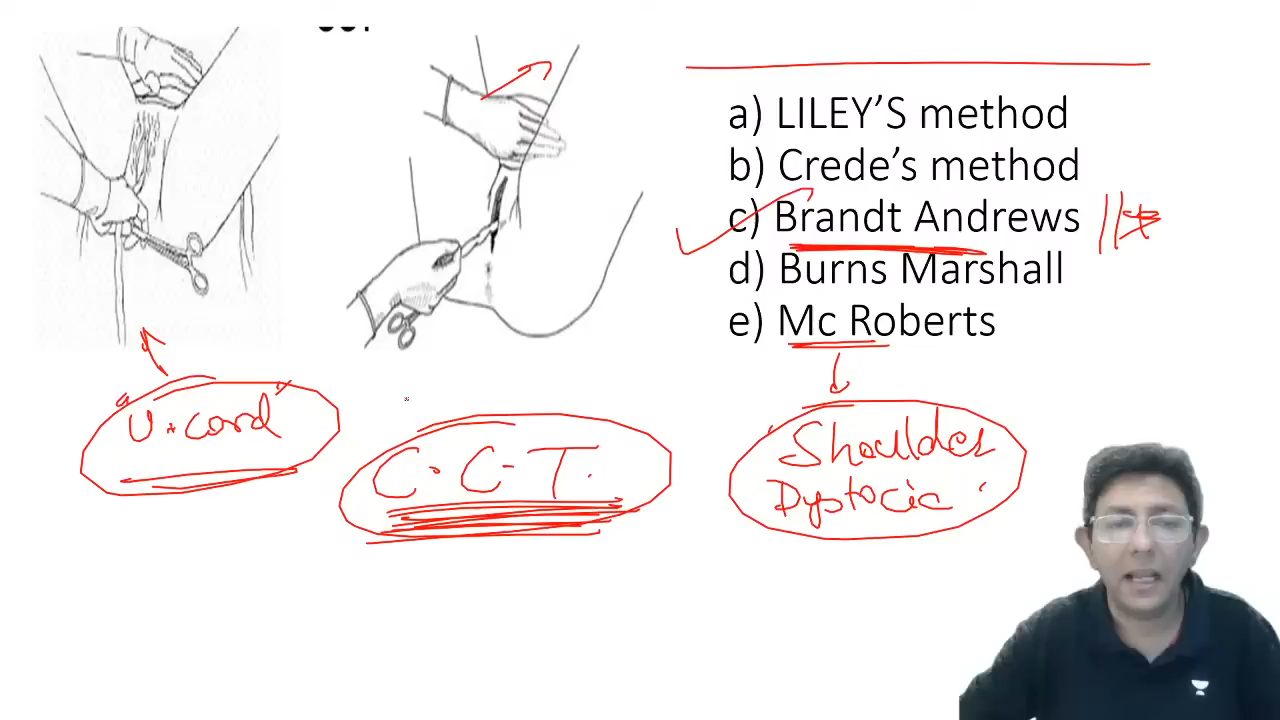 a) LILEY'S method
b) Crede's method
c) Brandt Andrews
d) Burns Marshall
e) Mc Roberts
"U. cord"
C. C. T.
Shoulder
Dystocia